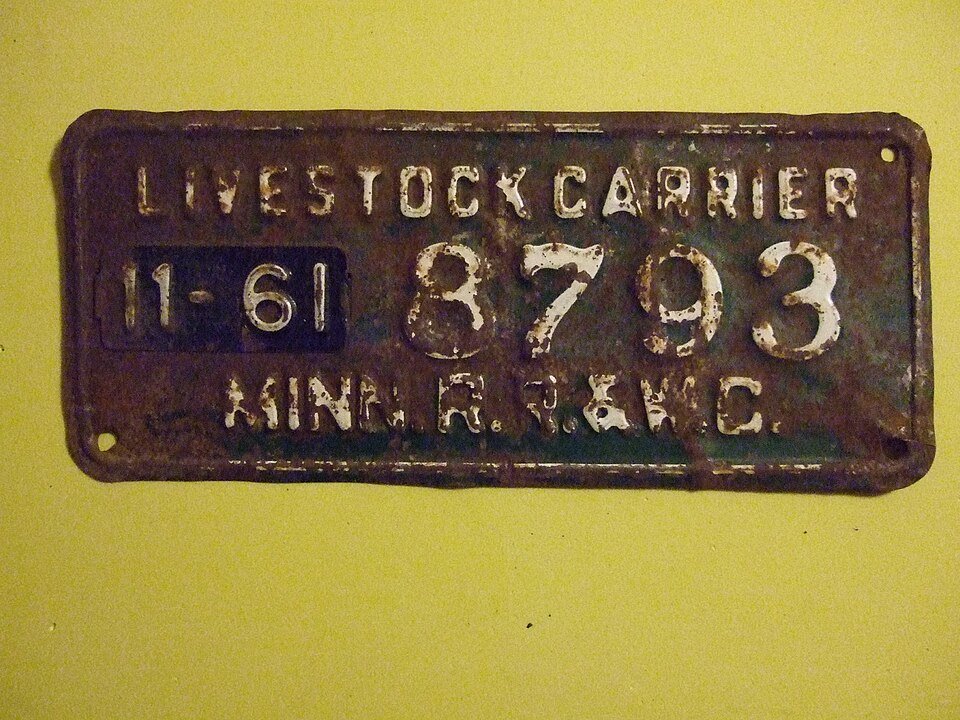 LIVESTOCK CARRIER
11-61 8793
MINN. R.R.&W.C.